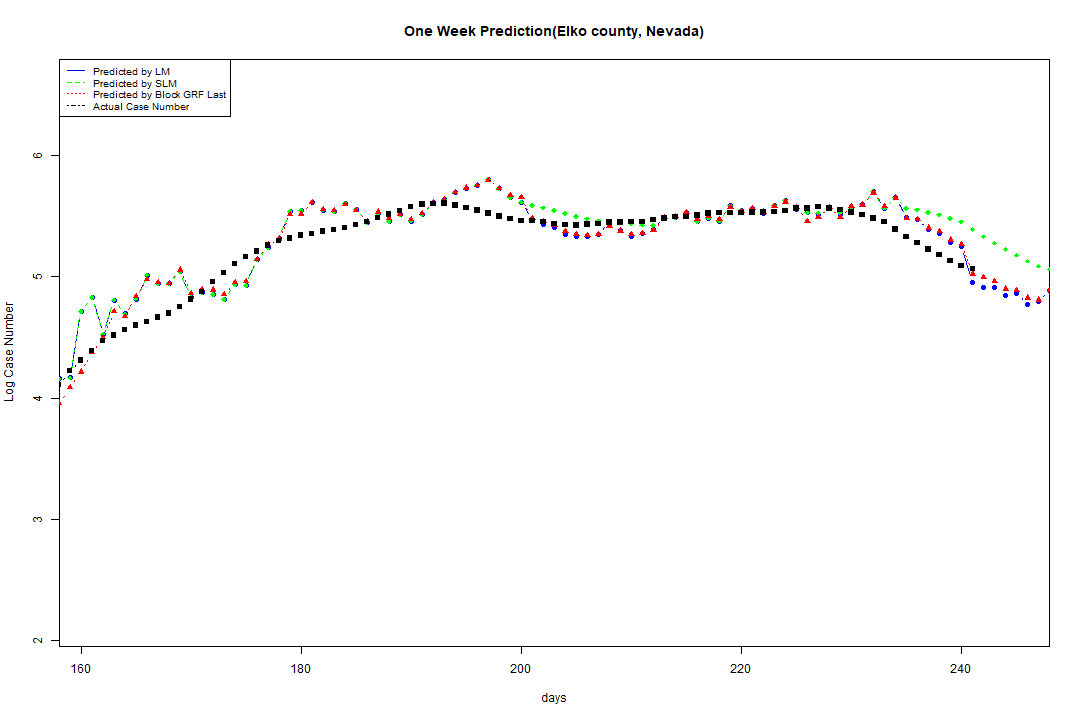 One Week Prediction(Elko county, Nevada)
Predicted by LM
Predicted by SLM
Predicted by Block GRF Last
Actual Case Number
Log Case Number
6
5
4
3
2
160 180 200 220 240
days